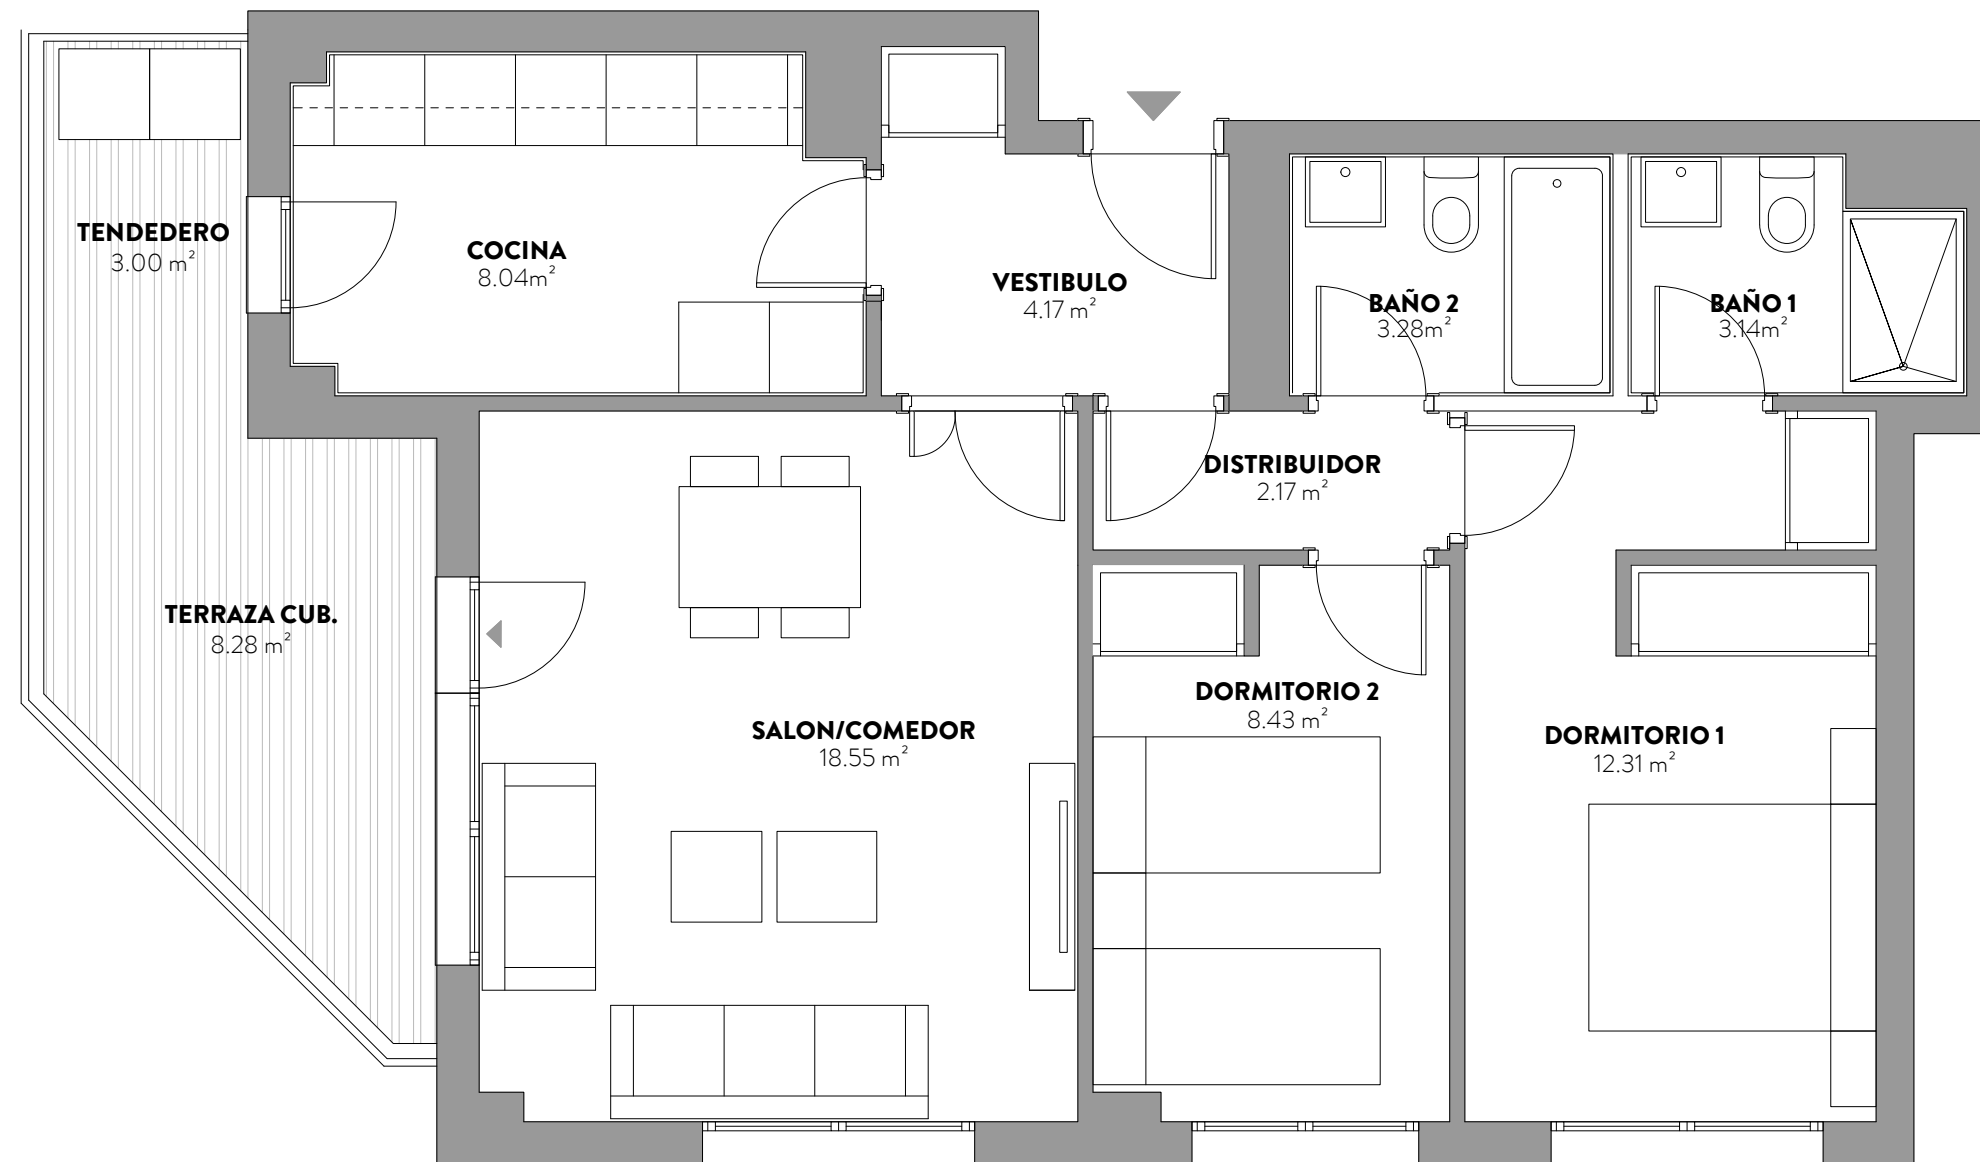 TENDEDERO
3.00 m²
COCINA
8.04m²
VESTIBULO
4.17 m²
BAÑO 2
3.28m²
BAÑO 1
3.14m²
DISTRIBUIDOR
2.17 m²
TERRAZA CUB.
8.28 m²
SALON/COMEDOR
18.55 m²
DORMITORIO 2
8.43 m²
DORMITORIO 1
12.31 m²